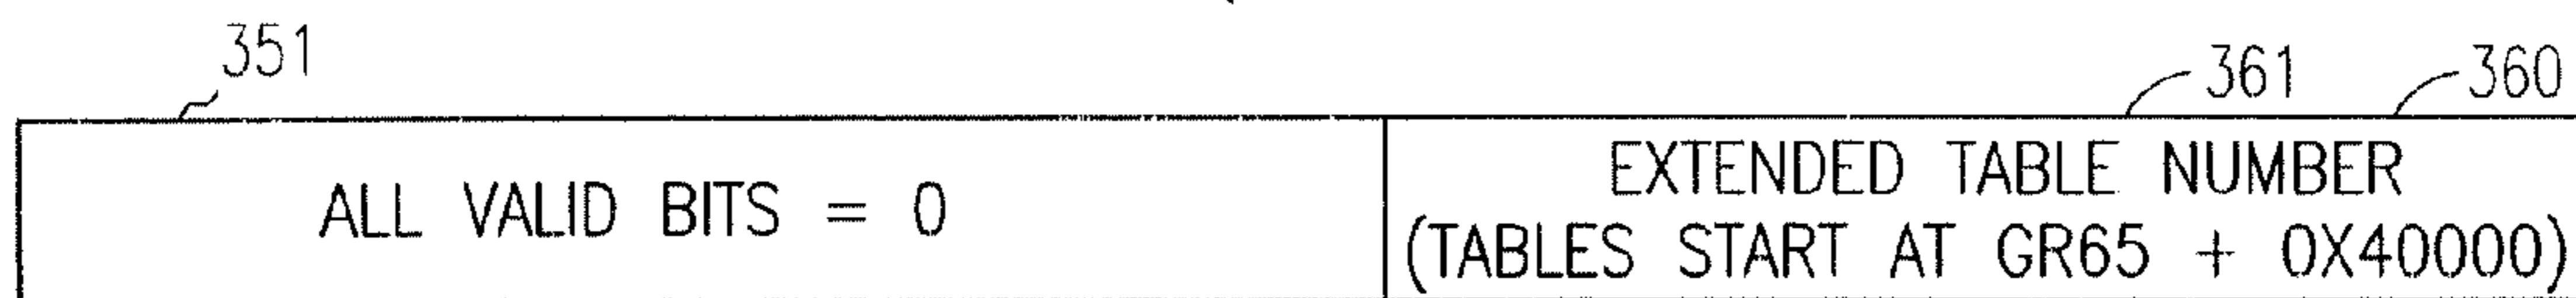 351
361 360
ALL VALID BITS = 0
EXTENDED TABLE NUMBER
(TABLES START AT GR65 + 0X40000)